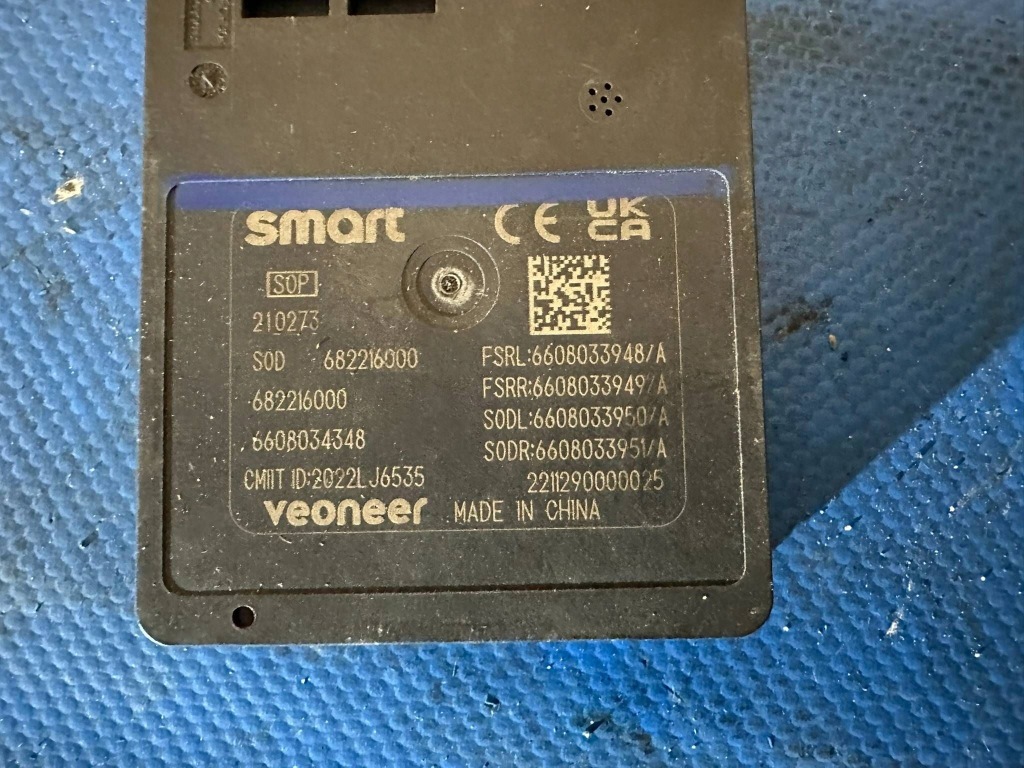 smart CE UK CA
SOP
210273
SOD 682216000 FSRL:6608033948/A
682216000 FSRR:6608033949/A
6608034348 SODL:6608033950/A
SODR:6608033951/A
CMIIT ID:2022LJ6535 2211290000025
veoneer MADE IN CHINA